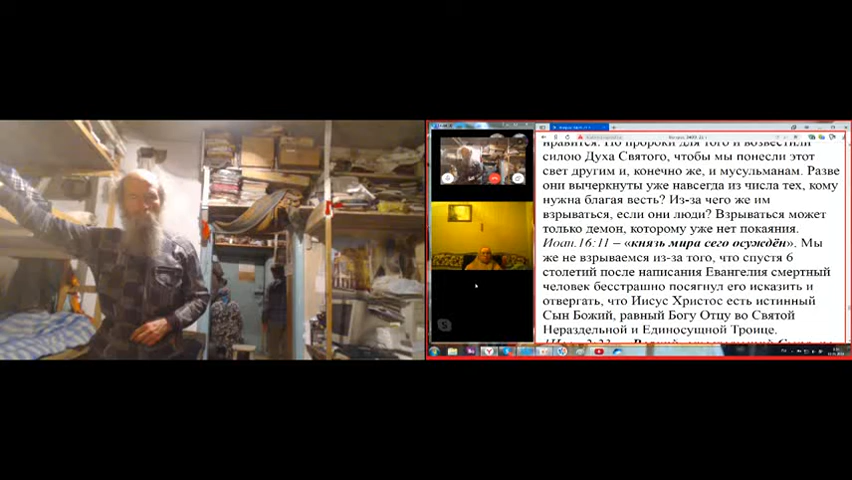 нравится. Но пророки для того и возвестили
силою Духа Святого, чтобы мы понесли этот
свет другим и, конечно же, и мусульманам. Разве
они вычеркнуты уже навсегда из числа тех, кому
нужна благая весть? Из-за чего же им
взрываться, если они люди? Взрываться может
только демон, которому уже нет покаяния.
Иоан.16:11 – «князь мира сего осуждён». Мы
же не взрываемся из-за того, что спустя 6
столетий после написания Евангелия смертный
человек бесстрашно посягнул его исказить и
отвергать, что Иисус Христос есть истинный
Сын Божий, равный Богу Отцу во Святой
Нераздельной и Единосущной Троице.